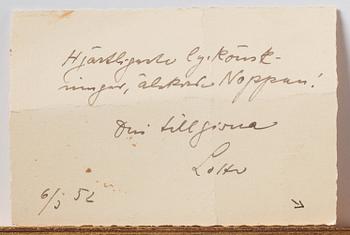 Hjärtligaste lyckönsk-
ningar, älskade Noppan!
Din tillgivna
Lotte
6/3 52